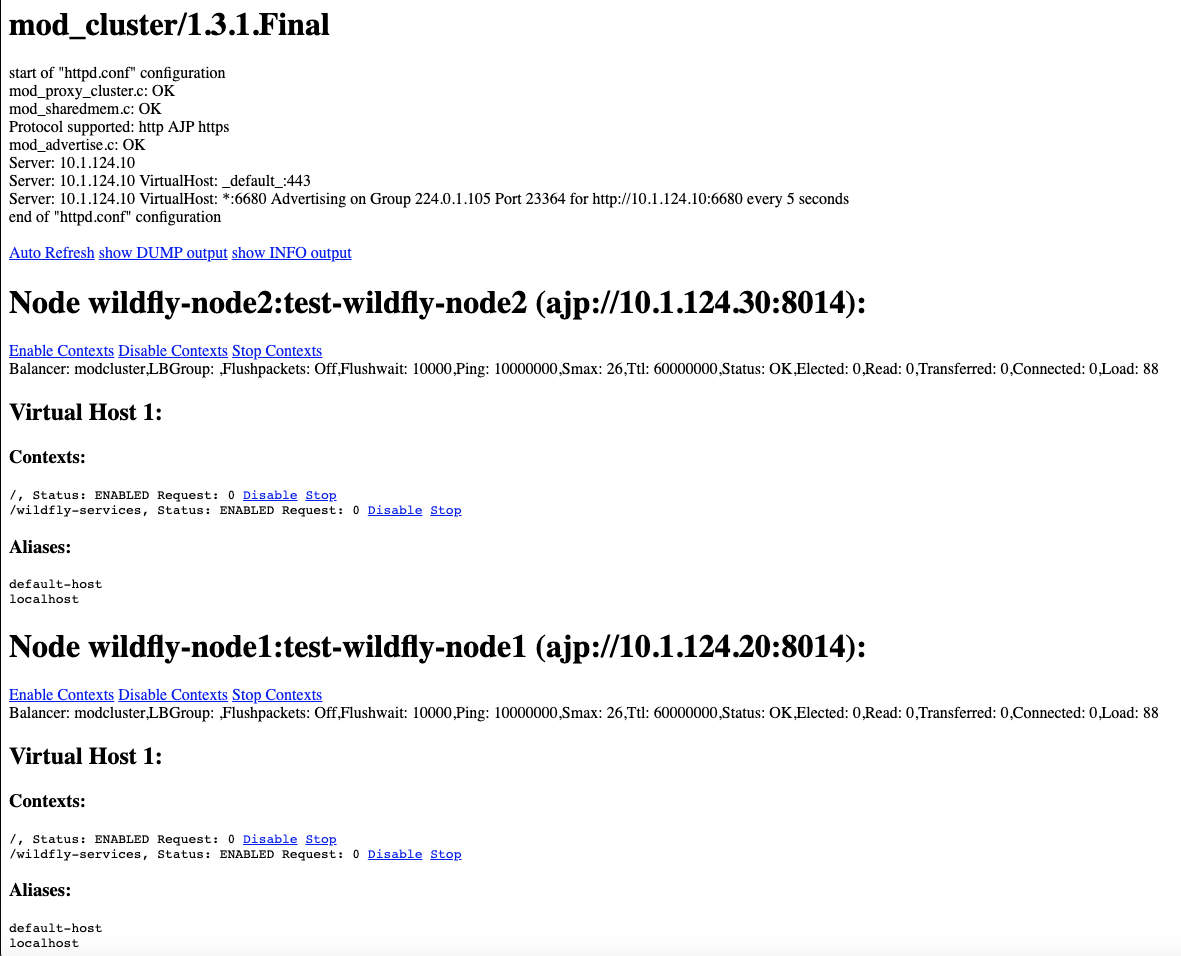 mod_cluster/1.3.1.Final
start of "httpd.conf" configuration
mod_proxy_cluster.c: OK
mod_sharedmem.c: OK
Protocol supported: http AJP https
mod_advertise.c: OK
Server: 10.1.124.10
Server: 10.1.124.10 VirtualHost: _default_:443
Server: 10.1.124.10 VirtualHost: *:6680 Advertising on Group 224.0.1.105 Port 23364 for http://10.1.124.10:6680 every 5 seconds
end of "httpd.conf" configuration
Auto Refresh show DUMP output show INFO output
Node wildfly-node2:test-wildfly-node2 (ajp://10.1.124.30:8014):
Enable Contexts Disable Contexts Stop Contexts
Balancer: modcluster,LBGroup: ,Flushpackets: Off,Flushwait: 10000,Ping: 10000000,Smax: 26,Ttl: 60000000,Status: OK,Elected: 0,Read: 0,Transferred: 0,Connected: 0,Load: 88
Virtual Host 1:
Contexts:
/, Status: ENABLED Request: 0 Disable Stop
/wildfly-services, Status: ENABLED Request: 0 Disable Stop
Aliases:
default-host
localhost
Node wildfly-node1:test-wildfly-node1 (ajp://10.1.124.20:8014):
Enable Contexts Disable Contexts Stop Contexts
Balancer: modcluster,LBGroup: ,Flushpackets: Off,Flushwait: 10000,Ping: 10000000,Smax: 26,Ttl: 60000000,Status: OK,Elected: 0,Read: 0,Transferred: 0,Connected: 0,Load: 88
Virtual Host 1:
Contexts:
/, Status: ENABLED Request: 0 Disable Stop
/wildfly-services, Status: ENABLED Request: 0 Disable Stop
Aliases:
default-host
localhost